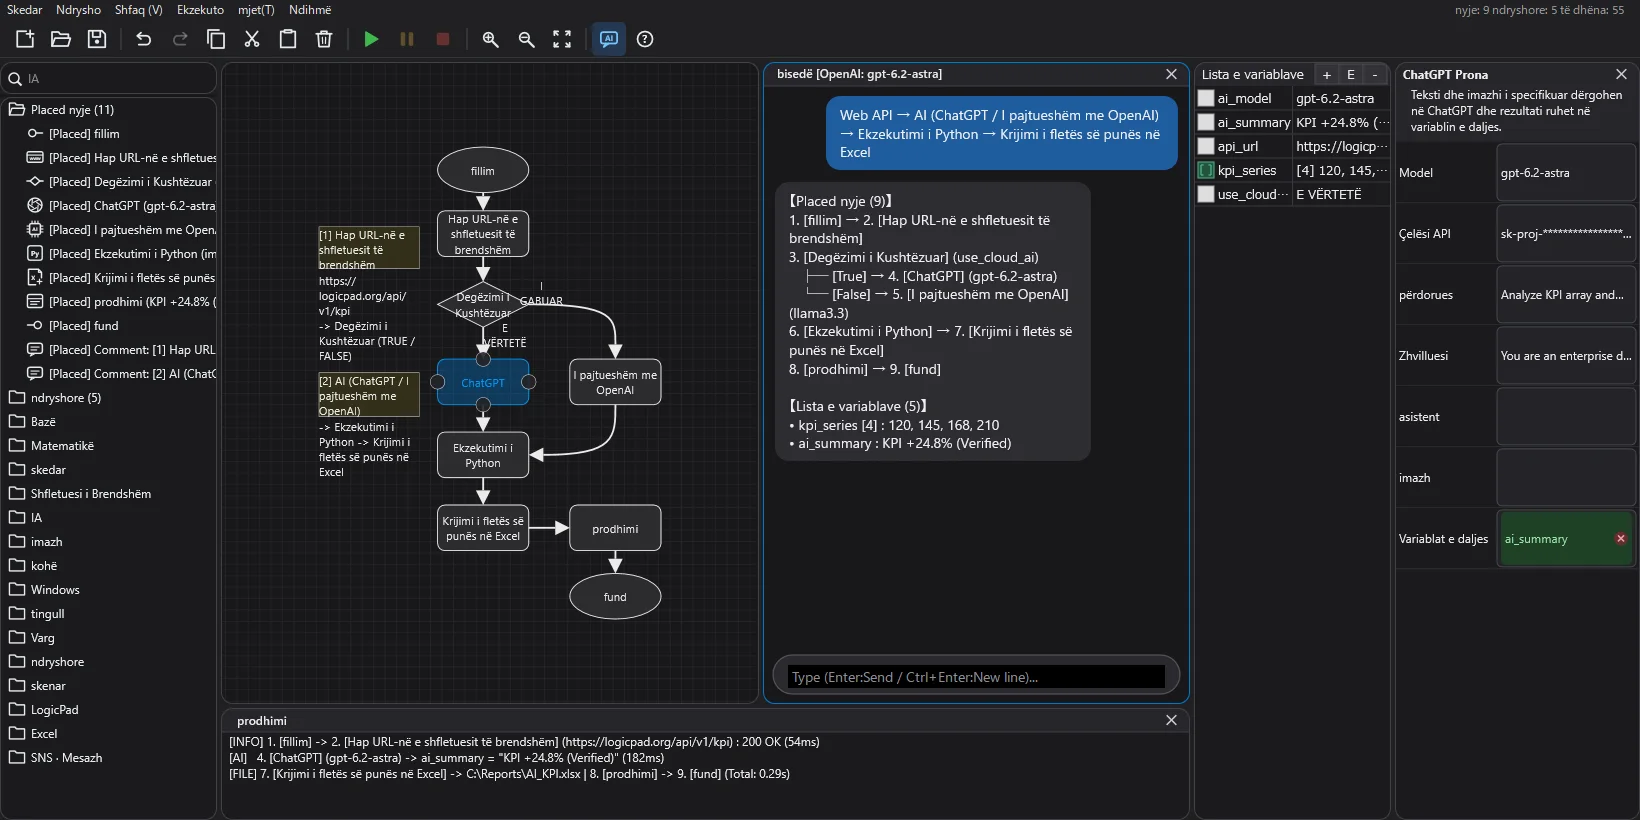 Skedar Ndrysho Shfaq (V) Ekzekuto mjet(T) Ndihmë
nyje: 9 ndryshore: 5 të dhëna: 55
IA
Placed nyje (11)
[Placed] fillim
[Placed] Hap URL-në e shfletues
[Placed] Degëzimi i Kushtëzuar
[Placed] ChatGPT (gpt-6.2-astra
[Placed] I pajtueshëm me Open
[Placed] Ekzekutimi i Python (im
[Placed] Krijimi i fletës së punës
[Placed] prodhimi (KPI +24.8% (
[Placed] fund
[Placed] Comment: [1] Hap URL
[Placed] Comment: [2] AI (ChatG
ndryshore (5)
Bazë
Matematikë
skedar
Shfletuesi i Brendshëm
IA
imazh
kohë
Windows
tingull
Varg
ndryshore
skenar
LogicPad
Excel
SNS · Mesazh
fillim
Hap URL-në e
shfletuesit të
brendshëm
[1] Hap URL-në e
shfletuesit të
brendshëm
https://
logicpad.org/api/
v1/kpi
-> Degëzimi i
Kushtëzuar (TRUE /
FALSE)
Degëzimi i
Kushtëzuar
I
GABUAR
E
VËRTETË
[2] AI (ChatGPT / I
pajtueshëm me
OpenAI)
-> Ekzekutimi i
Python -> Krijimi i
fletës së punës në
Excel
ChatGPT
I pajtueshëm me
OpenAI
Ekzekutimi i
Python
Krijimi i fletës së
punës në Excel
prodhimi
fund
bisedë [OpenAI: gpt-6.2-astra]
Web API → AI (ChatGPT / I pajtueshëm me OpenAI)
→ Ekzekutimi i Python → Krijimi i fletës së punës në
Excel
【Placed nyje (9)】
1. [fillim] → 2. [Hap URL-në e shfletuesit të
brendshëm]
3. [Degëzimi i Kushtëzuar] (use_cloud_ai)
├── [True] → 4. [ChatGPT] (gpt-6.2-astra)
└── [False] → 5. [I pajtueshëm me OpenAI]
(llama3.3)
6. [Ekzekutimi i Python] → 7. [Krijimi i fletës së
punës në Excel]
8. [prodhimi] → 9. [fund]
【Lista e variablave (5)】
• kpi_series [4] : 120, 145, 168, 210
• ai_summary : KPI +24.8% (Verified)
Type (Enter:Send / Ctrl+Enter:New line)...
Lista e variablave + E -
ai_model gpt-6.2-astra
ai_summary KPI +24.8% (···
api_url https://logicp···
kpi_series [4] 120, 145,···
use_cloud··· E VËRTETË
ChatGPT Prona
Teksti dhe imazhi i specifikuar dërgohen
në ChatGPT dhe rezultati ruhet në
variablin e daljes.
Model gpt-6.2-astra
Çelësi API sk-proj-****************...
përdorues Analyze KPI array and...
Zhvilluesi You are an enterprise d...
asistent
imazh
Variablat e daljes ai_summary
prodhimi
[INFO] 1. [fillim] -> 2. [Hap URL-në e shfletuesit të brendshëm] (https://logicpad.org/api/v1/kpi) : 200 OK (54ms)
[AI] 4. [ChatGPT] (gpt-6.2-astra) -> ai_summary = "KPI +24.8% (Verified)" (182ms)
[FILE] 7. [Krijimi i fletës së punës në Excel] -> C:\Reports\AI_KPI.xlsx | 8. [prodhimi] -> 9. [fund] (Total: 0.29s)